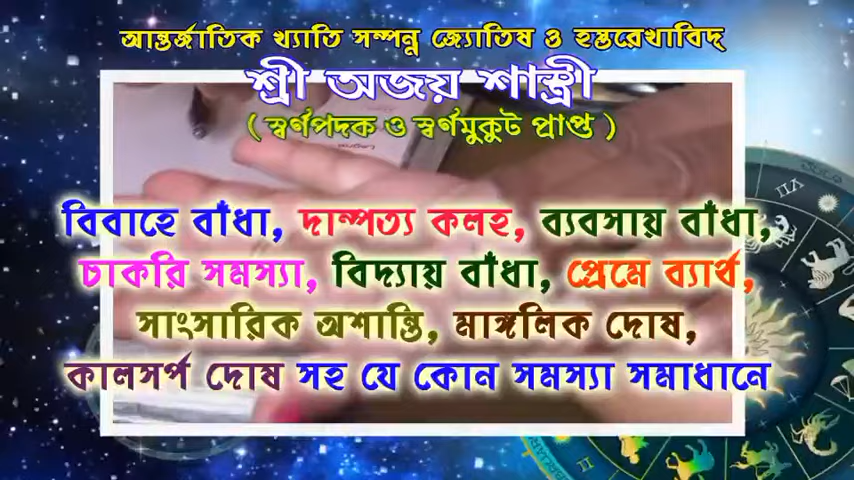 আন্তর্জাতিক খ্যাতি সম্পন্ন জ্যোতিষ ও হস্তরেখাবিদ্
শ্রী অজয় শাস্ত্রী
( স্বর্ণপদক ও স্বর্ণমুকুট প্রাপ্ত )
বিবাহে বাঁধা, দাম্পত্য কলহ, ব্যবসায় বাঁধা,
চাকরি সমস্যা, বিদ্যায় বাঁধা, প্রেমে ব্যার্থ,
সাংসারিক অশান্তি, মাঙ্গলিক দোষ,
কালসর্প দোষ সহ যে কোন সমস্যা সমাধানে